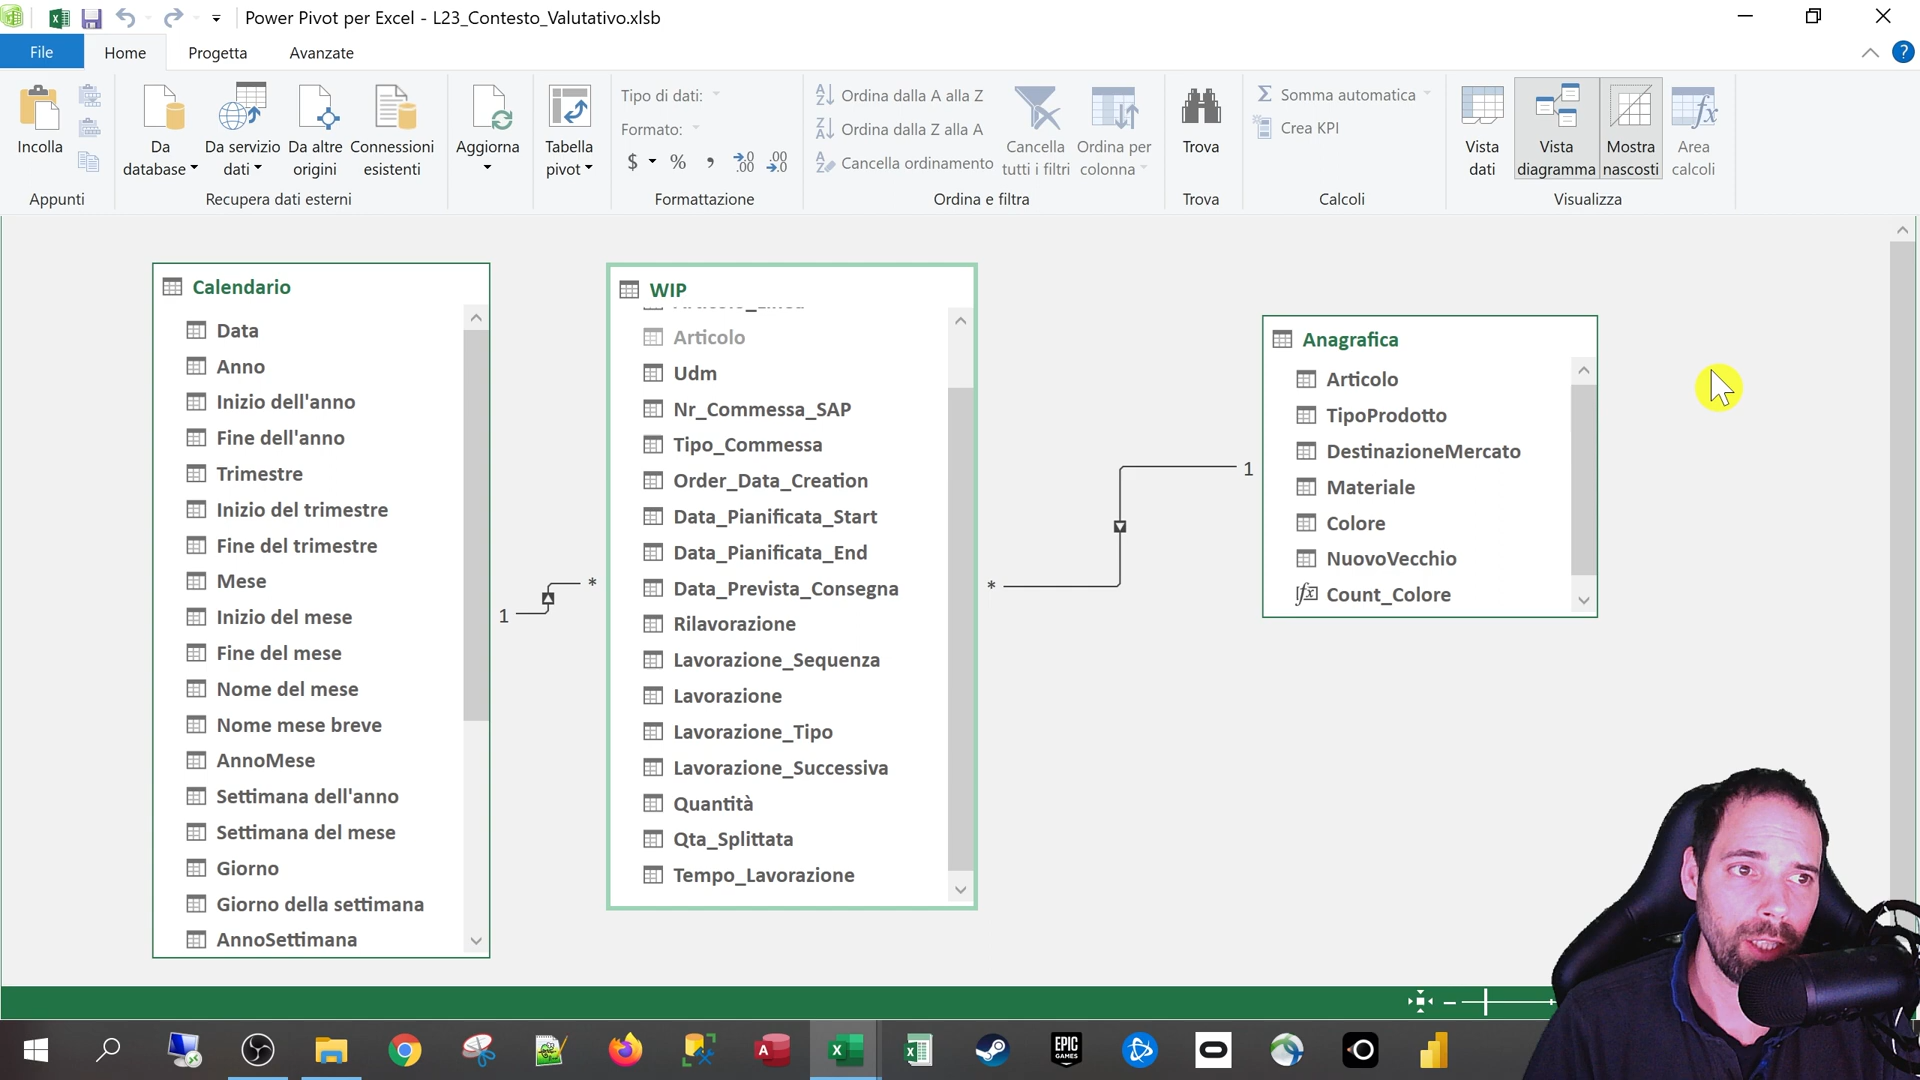 Power Pivot per Excel - L23_Contesto_Valutativo.xlsb
File
Home
Progetta
Avanzate
?
Incolla
Appunti
Da
database
Da servizio
dati
Da altre
origini
Connessioni
esistenti
Recupera dati esterni
Aggiorna
Tabella
pivot
Tipo di dati:
Formato:
$ % ,
Formattazione
Ordina dalla A alla Z
Ordina dalla Z alla A
Cancella ordinamento
Cancella
tutti i filtri
Ordina per
colonna
Ordina e filtra
Trova
Trova
Somma automatica
Crea KPI
Calcoli
Vista
dati
Vista
diagramma
Mostra
nascosti
Area
calcoli
Visualizza
Calendario
Data
Anno
Inizio dell'anno
Fine dell'anno
Trimestre
Inizio del trimestre
Fine del trimestre
Mese
Inizio del mese
Fine del mese
Nome del mese
Nome mese breve
AnnoMese
Settimana dell'anno
Settimana del mese
Giorno
Giorno della settimana
AnnoSettimana
1
*
WIP
Articolo
Udm
Nr_Commessa_SAP
Tipo_Commessa
Order_Data_Creation
Data_Pianificata_Start
Data_Pianificata_End
Data_Prevista_Consegna
Rilavorazione
Lavorazione_Sequenza
Lavorazione
Lavorazione_Tipo
Lavorazione_Successiva
Quantità
Qta_Splittata
Tempo_Lavorazione
*
1
Anagrafica
Articolo
TipoProdotto
DestinazioneMercato
Materiale
Colore
NuovoVecchio
Count_Colore
EPIC
GAMES